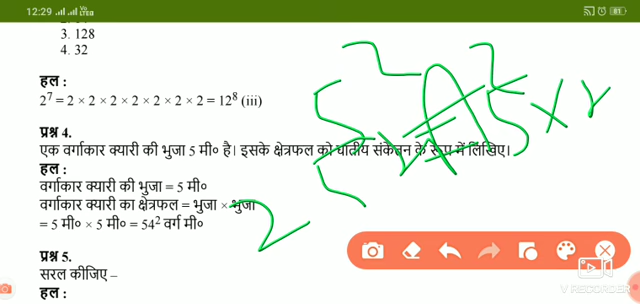 12:29
81
3. 128
4. 32
हल :
2⁷ = 2 × 2 × 2 × 2 × 2 × 2 × 2 = 12⁸ (iii)
प्रश्न 4.
एक वर्गाकार क्यारी की भुजा 5 मी० है। इसके क्षेत्रफल को घातीय संकेतन के रूप में लिखिए।
हल :
वर्गाकार क्यारी की भुजा = 5 मी०
वर्गाकार क्यारी का क्षेत्रफल = भुजा × भुजा
= 5 मी० × 5 मी० = 54² वर्ग मी०
प्रश्न 5.
सरल कीजिए –
हल :
V RECORDER